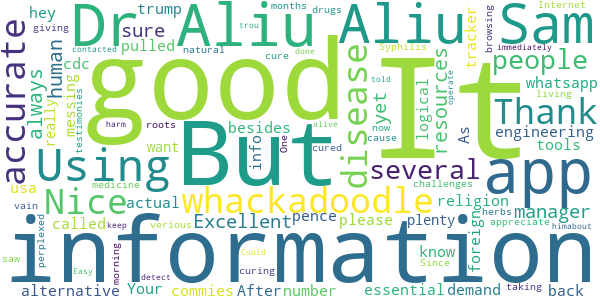 hey trump Dr Aliu Aliu Sam
months drugs Internet
giving sure pulled natural
Syphilis browsing immediately
contacted done trou
cdc human roots cure people
accurate always really messing testimonies
good It
disease yet resources logical tracker
told now operate cause living
whatsapp
Thank
harm One alive cured As
engineering
Using But besides want info
tools
Nice actual whackadoodle several app
medicine religion challenges
usa vain Excellent pence plenty herbs manager
perplexed called verious please know foreign appreciate himabout
information
saw Easy keep morning curing Could Since taking
detect
alternative Your commies After number essential demand back